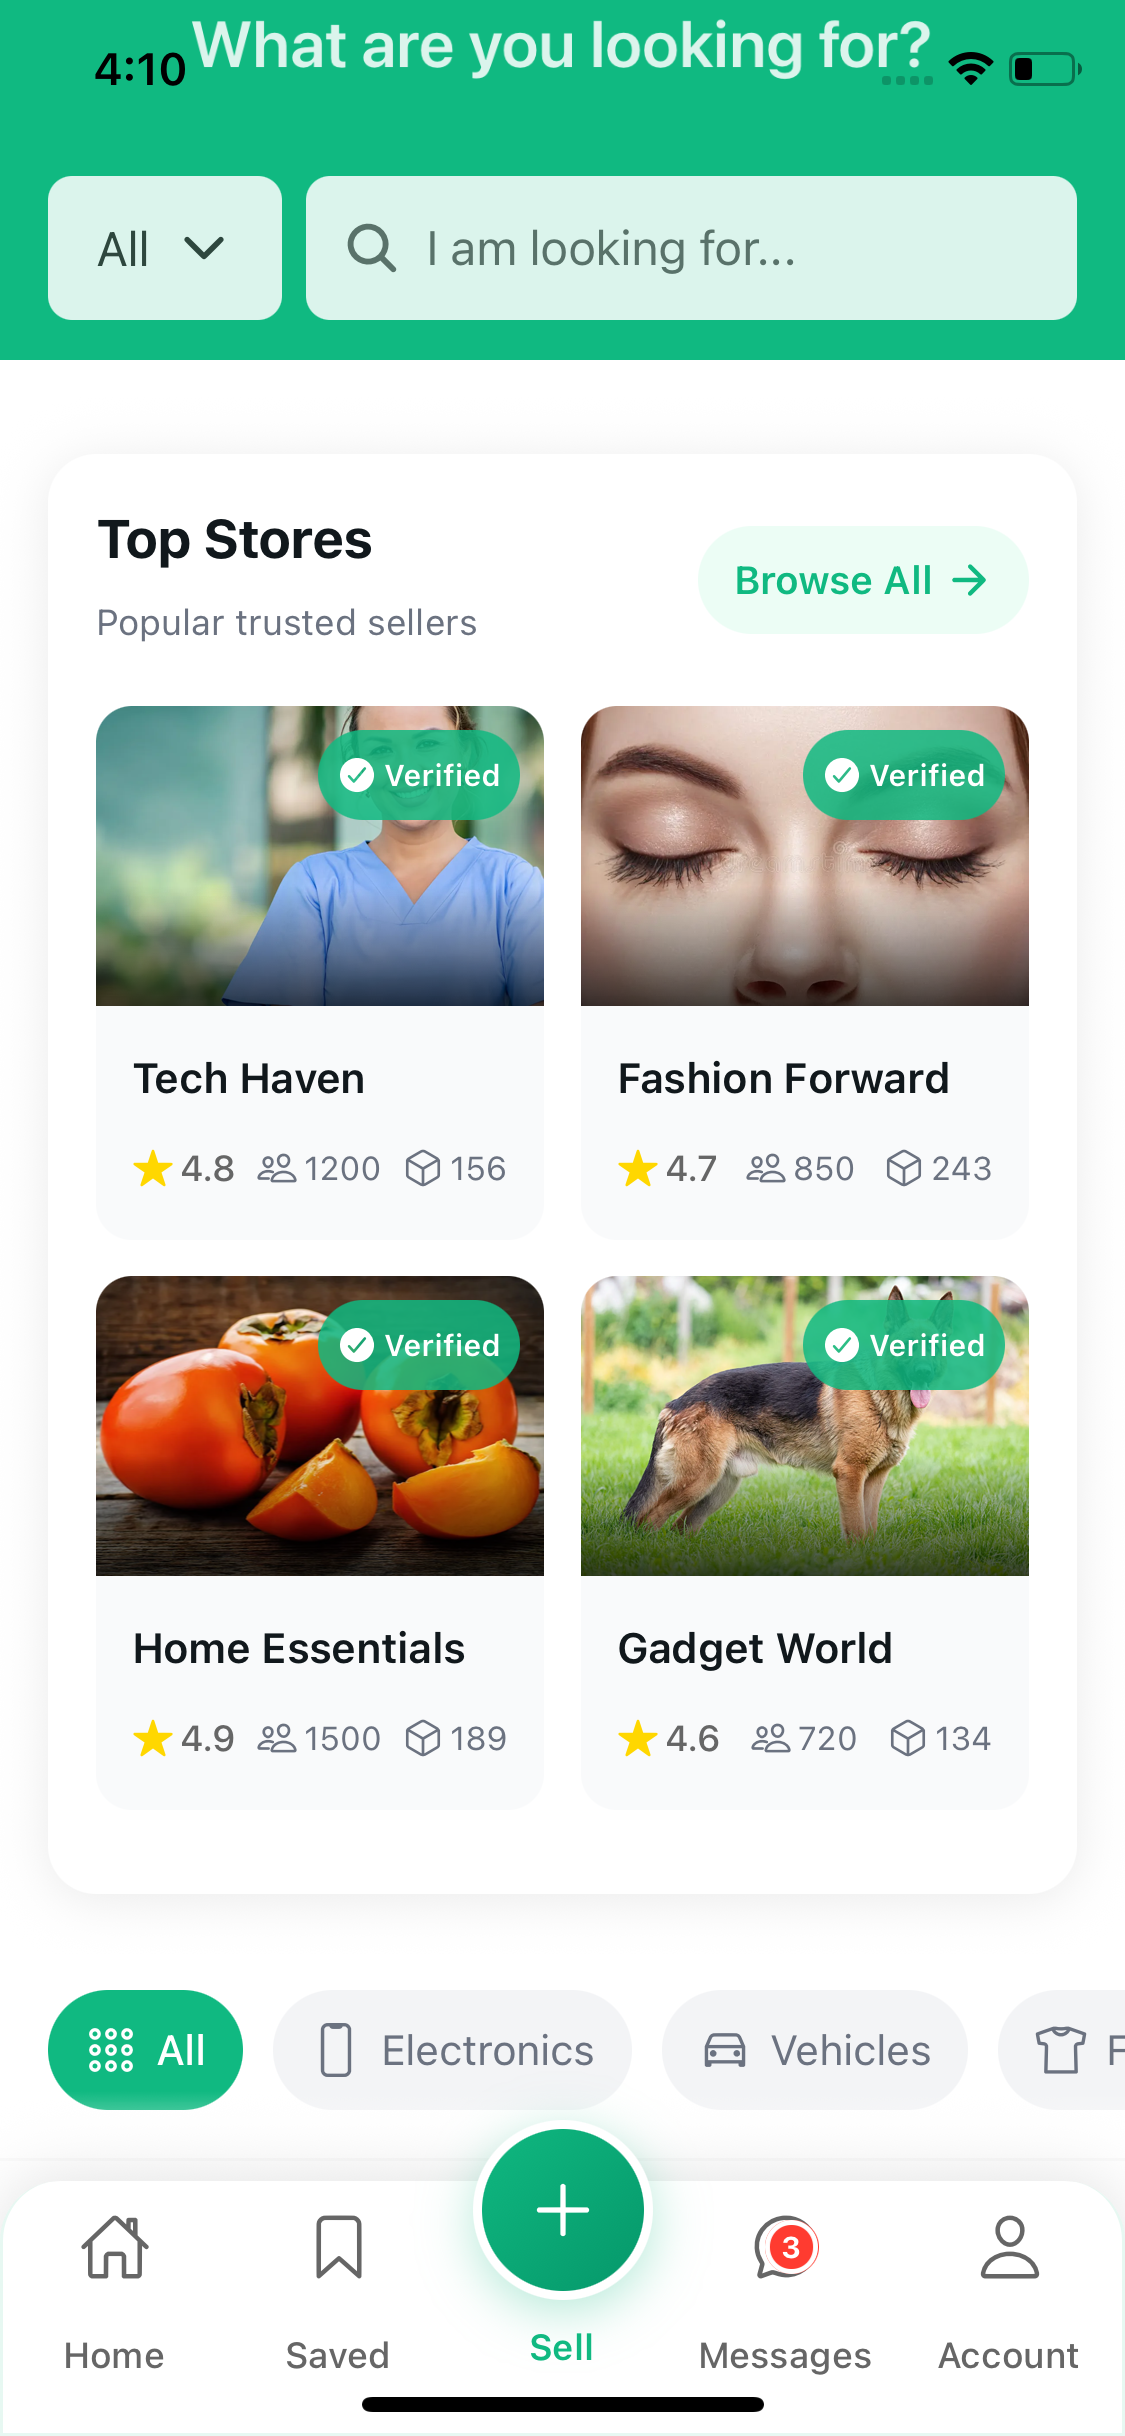 What are you looking for?
4:10
All
I am looking for...
Top Stores
Popular trusted sellers
Browse All
Verified
Verified
Tech Haven
4.8 1200 156
Fashion Forward
4.7 850 243
Verified
Verified
Home Essentials
4.9 1500 189
Gadget World
4.6 720 134
All
Electronics
Vehicles
F
3
Home
Saved
Sell
Messages
Account